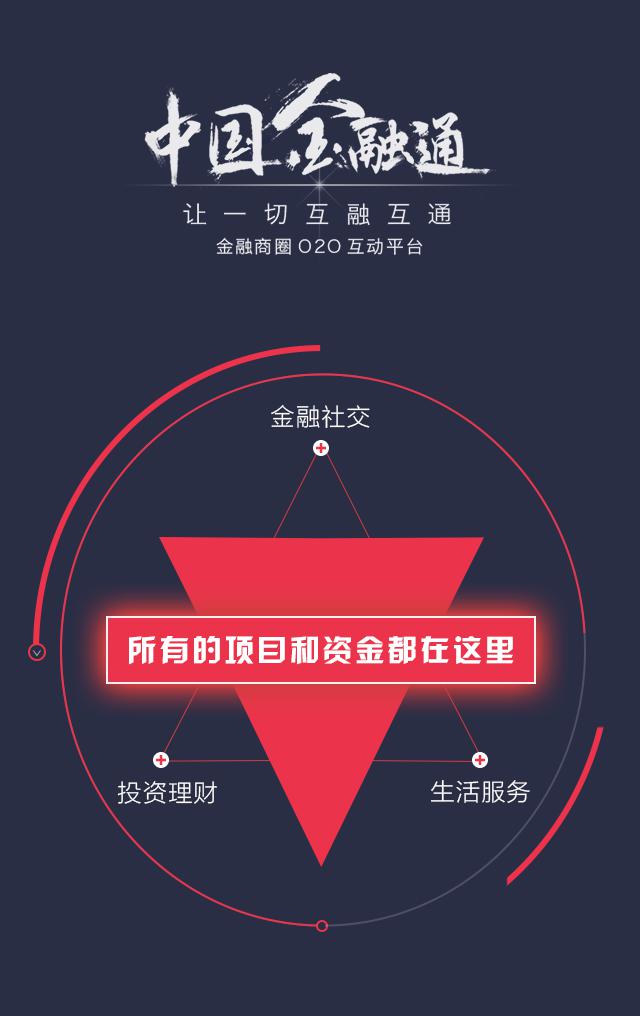 中国金融通
让一切互融互通
金融商圈 O2O 互动平台
金融社交
所有的项目和资金都在这里
投资理财
生活服务